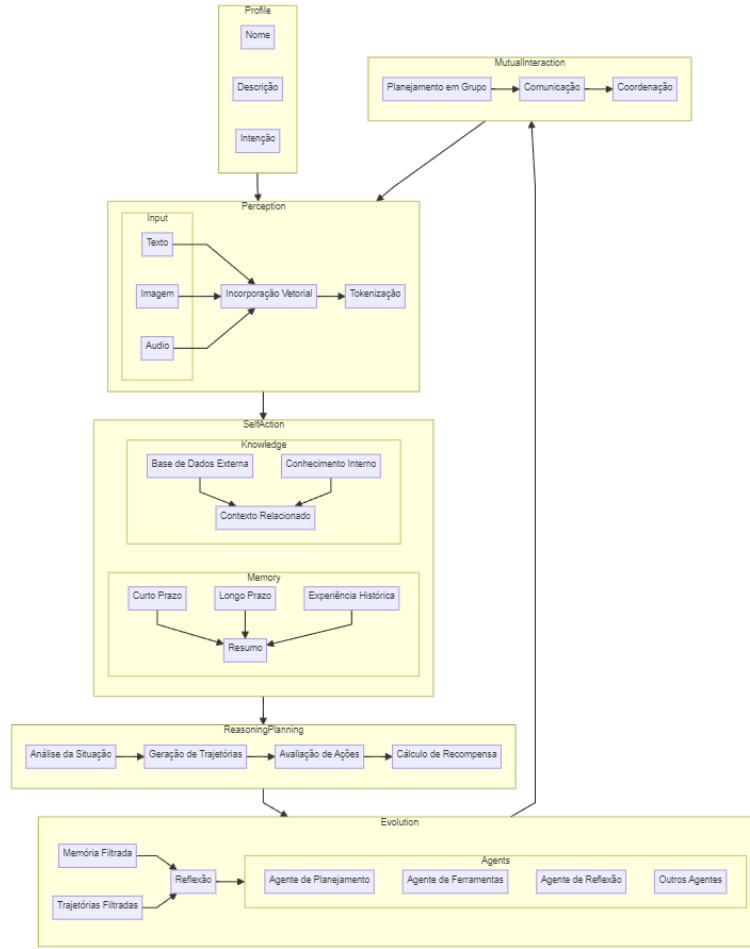 Profile
Nome
Descrição
Intenção
MutualInteraction
Planejamento em Grupo
Comunicação
Coordenação
Perception
Input
Texto
Imagem
Audio
Incorporação Vetorial
Tokenização
SelfAction
Knowledge
Base de Dados Externa
Conhecimento Interno
Contexto Relacionado
Memory
Curto Prazo
Longo Prazo
Experiência Histórica
Resumo
ReasoningPlanning
Análise da Situação
Geração de Trajetórias
Avaliação de Ações
Cálculo de Recompensa
Evolution
Memória Filtrada
Trajetórias Filtradas
Reflexão
Agents
Agente de Planejamento
Agente de Ferramentas
Agente de Reflexão
Outros Agentes